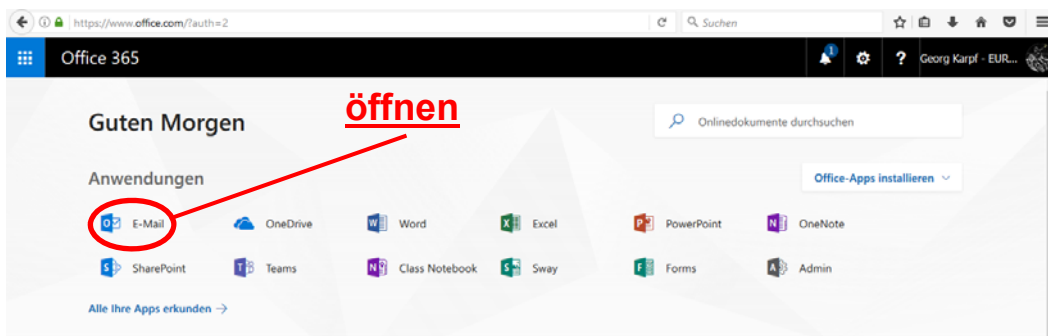 https://www.office.com/?auth=2
Suchen
Office 365
1
?
Georg Karpf - EUR...
öffnen
Guten Morgen
Onlinedokumente durchsuchen
Anwendungen
Office-Apps installieren
E-Mail
OneDrive
Word
Excel
PowerPoint
OneNote
SharePoint
Teams
Class Notebook
Sway
Forms
Admin
Alle Ihre Apps erkunden →